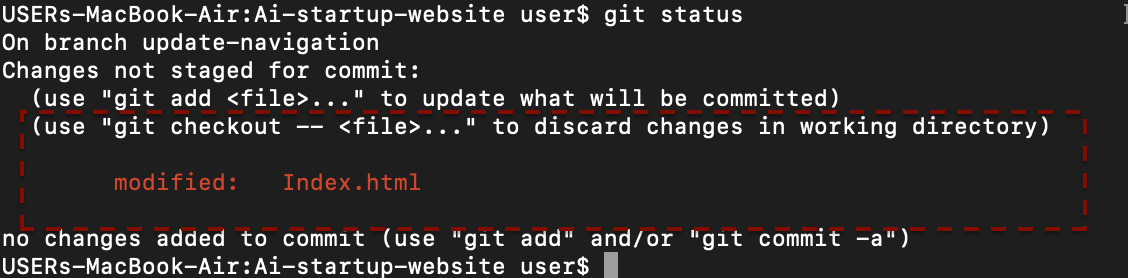 USERs-MacBook-Air:Ai-startup-website user$ git status
On branch update-navigation
Changes not staged for commit:
(use "git add <file>..." to update what will be committed)
(use "git checkout -- <file>..." to discard changes in working directory)
modified: Index.html
no changes added to commit (use "git add" and/or "git commit -a")
USERs-MacBook-Air:Ai-startup-website user$